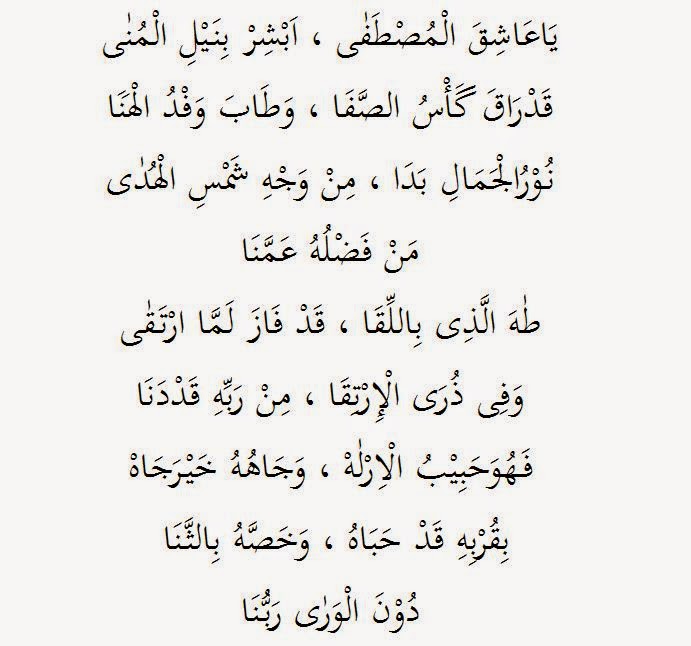 يَاعَاشِقَ الْمُصْطَفٰى ، اَبْشِرْ بِنَيْلِ الْمُنٰى
قَدْرَاقَ كَأْسُ الصَّفَا ، وَطَابَ وَفْدُ الْهَنَا
نُوْرُالْجَمَالِ بَدَا ، مِنْ وَجْهِ شَمْسِ الْهُدٰى
مَنْ فَضْلُهُ عَمَّنَا
طٰهَ الَّذِى بِاللِّقَا ، قَدْ فَازَ لَمَّا ارْتَقٰى
وَفِى ذُرَى الْإِرْتِقَا ، مِنْ رَبِّهِ قَدْدَنَا
فَهُوَحَبِيْبُ الْاِرْلٰهْ ، وَجَاهُهُ خَيْرَجَاهْ
بِقُرْبِهِ قَدْ حَبَاهُ ، وَخَصَّهُ بِالثَّنَا
دُوْنَ الْوَرٰى رَبُّنَا